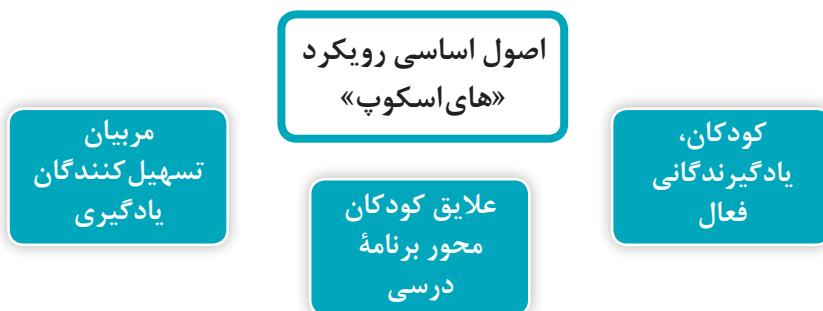 اصول اساسی رویکرد
«های‌اسکوپ»
کودکان،
یادگیرندگانی
فعال
علایق کودکان
محور برنامهٔ
درسی
مربیان
تسهیل‌کنندگان
یادگیری